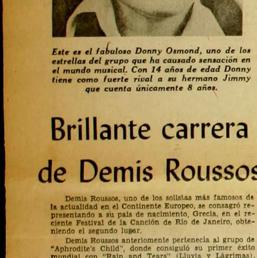 Este es el fabuloso Donny Osmond, uno de los
estrellas del grupo que ha causado sensación en
el mundo musical. Con 14 años de edad Donny
tiene como fuerte rival a su hermano Jimmy
que cuenta únicamente 8 años.
Brillante carrera
de Demis Roussos
Demis Roussos, uno de los solistas más famosos de
la actualidad en el Continente Europeo, se consagró re-
presentando a su país de nacimiento, Grecia, en el re-
ciente Festival de la Canción de Río de Janeiro, obte-
niendo el segundo lugar.
Demis Roussos anteriormente pertenecía al grupo de
"Aphrodite's Child", donde consiguió su primer éxito
mundial con "Rain and Tears" (Lluvia y Lágrimas),